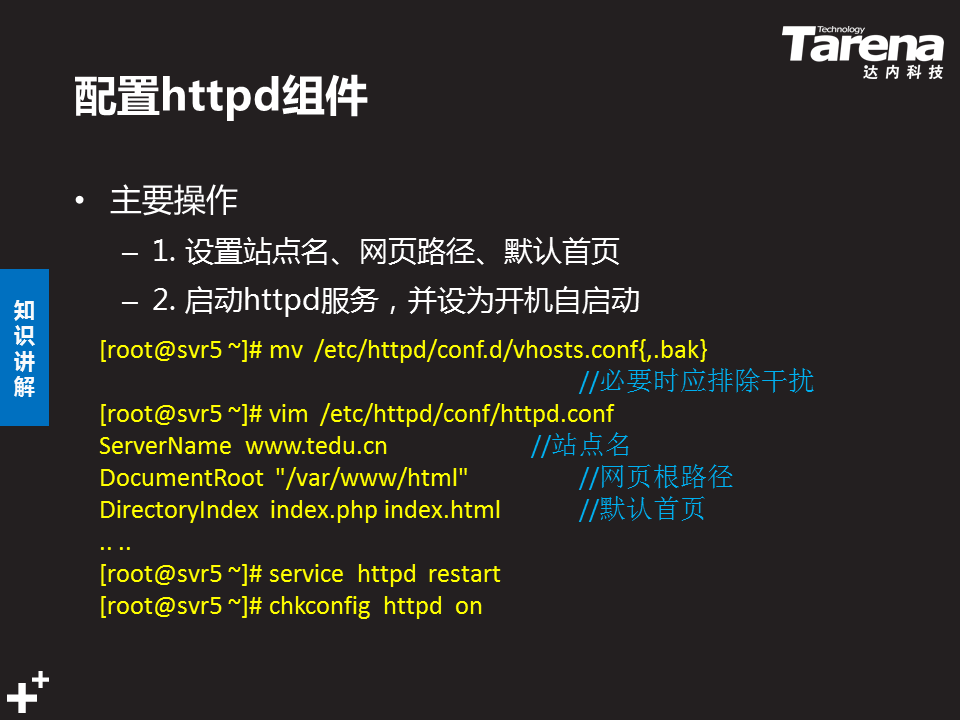 Technology
Tarena
达内科技
配置httpd组件
• 主要操作
– 1. 设置站点名、网页路径、默认首页
– 2. 启动httpd服务，并设为开机自启动
知识讲解
[root@svr5 ~]# mv /etc/httpd/conf.d/vhosts.conf{,.bak}
//必要时应排除干扰
[root@svr5 ~]# vim /etc/httpd/conf/httpd.conf
ServerName www.tedu.cn //站点名
DocumentRoot "/var/www/html" //网页根路径
DirectoryIndex index.php index.html //默认首页
.. ..
[root@svr5 ~]# service httpd restart
[root@svr5 ~]# chkconfig httpd on